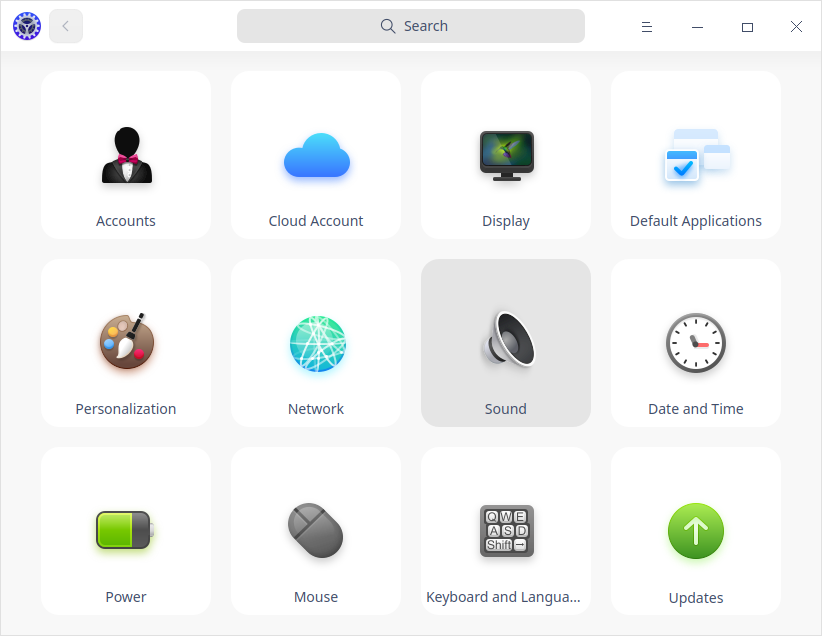 Search
Accounts
Cloud Account
Display
Default Applications
Personalization
Network
Sound
Date and Time
Power
Mouse
QWE
ASD
Shift→
Keyboard and Langua...
Updates